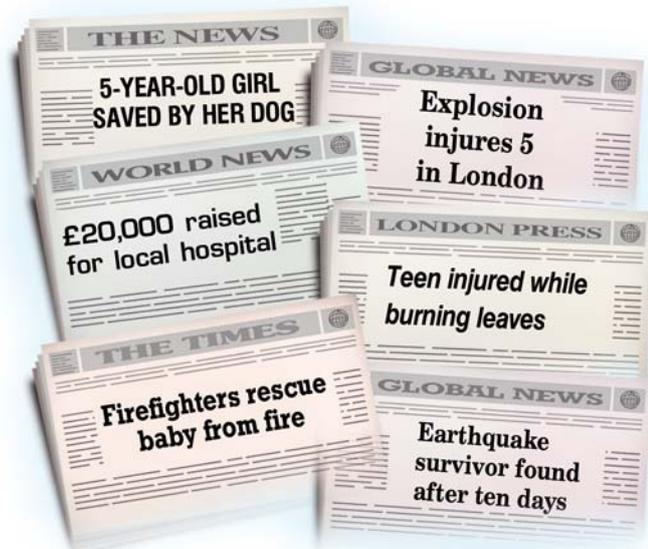 THE NEWS
5-YEAR-OLD GIRL
SAVED BY HER DOG
GLOBAL NEWS
Explosion
injures 5
in London
WORLD NEWS
£20,000 raised
for local hospital
LONDON PRESS
Teen injured while
burning leaves
THE TIMES
Firefighters rescue
baby from fire
GLOBAL NEWS
Earthquake
survivor found
after ten days